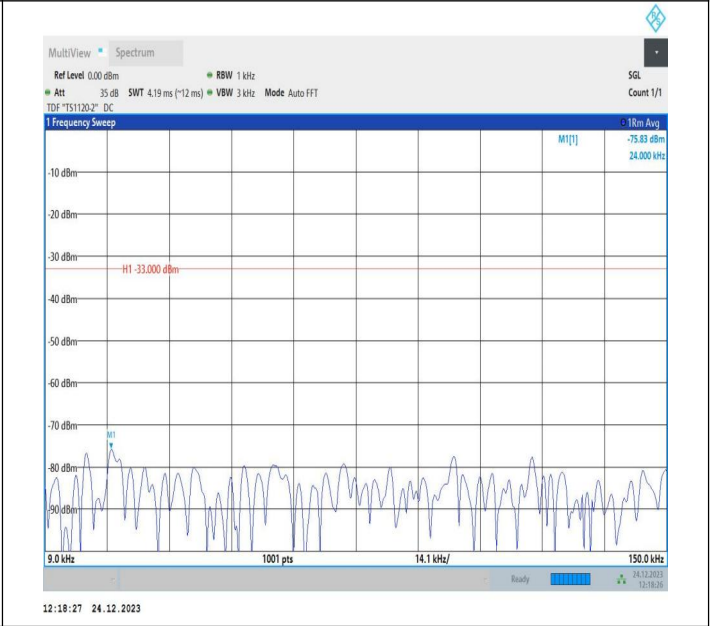 R&S
MultiView Spectrum
Ref Level 0.00 dBm RBW 1 kHz SGL
Att 35 dB SWT 4.19 ms (~12 ms) VBW 3 kHz Mode Auto FFT Count 1/1
TDF "TS1120-2" DC
1 Frequency Sweep 1Rm Avg
M1[1] -75.83 dBm
24.000 kHz
-10 dBm
-20 dBm
-30 dBm
H1 -33.000 dBm
-40 dBm
-50 dBm
-60 dBm
-70 dBm
M1
-80 dBm
-90 dBm
9.0 kHz 1001 pts 14.1 kHz/ 150.0 kHz
Ready 24.12.2023
12:18:26
12:18:27 24.12.2023